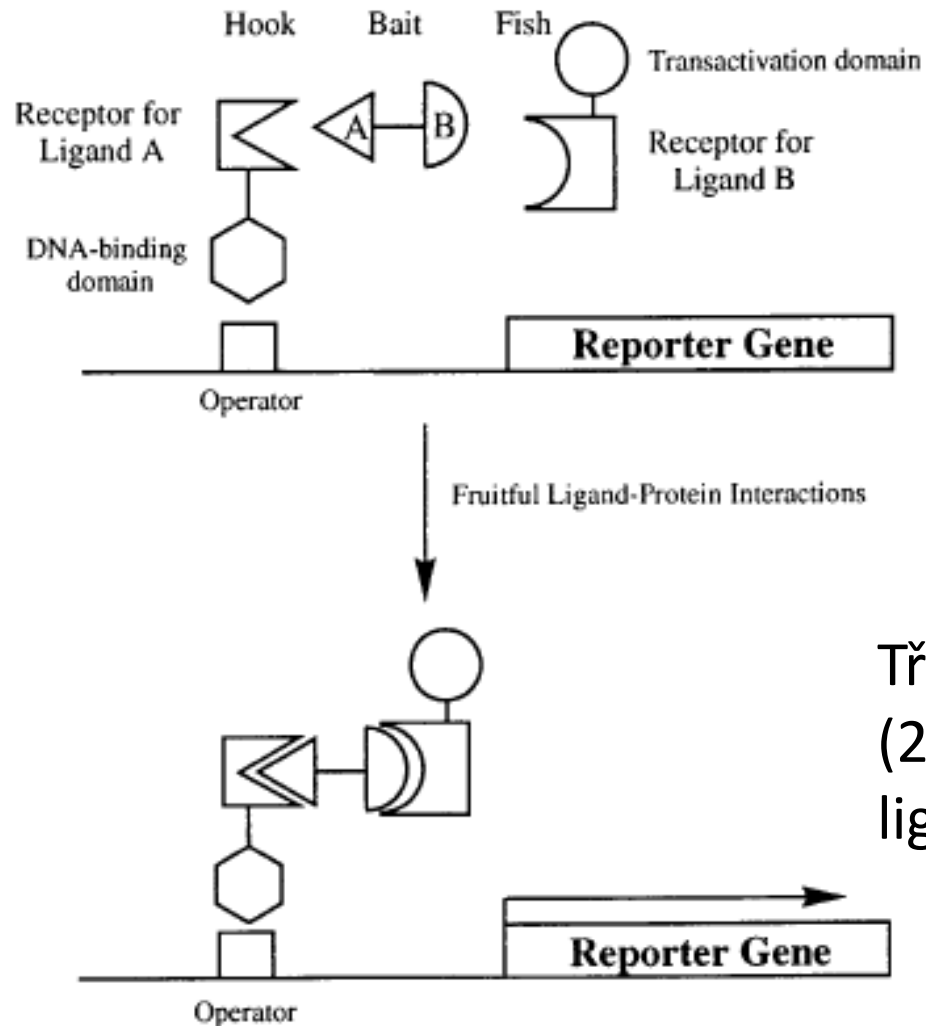 Hook Bait Fish
Transactivation domain
Receptor for
Ligand A
A B
Receptor for
Ligand B
DNA-binding
domain
Reporter Gene
Operator
Fruitful Ligand-Protein Interactions
Tř
(2
lig
Reporter Gene
Operator